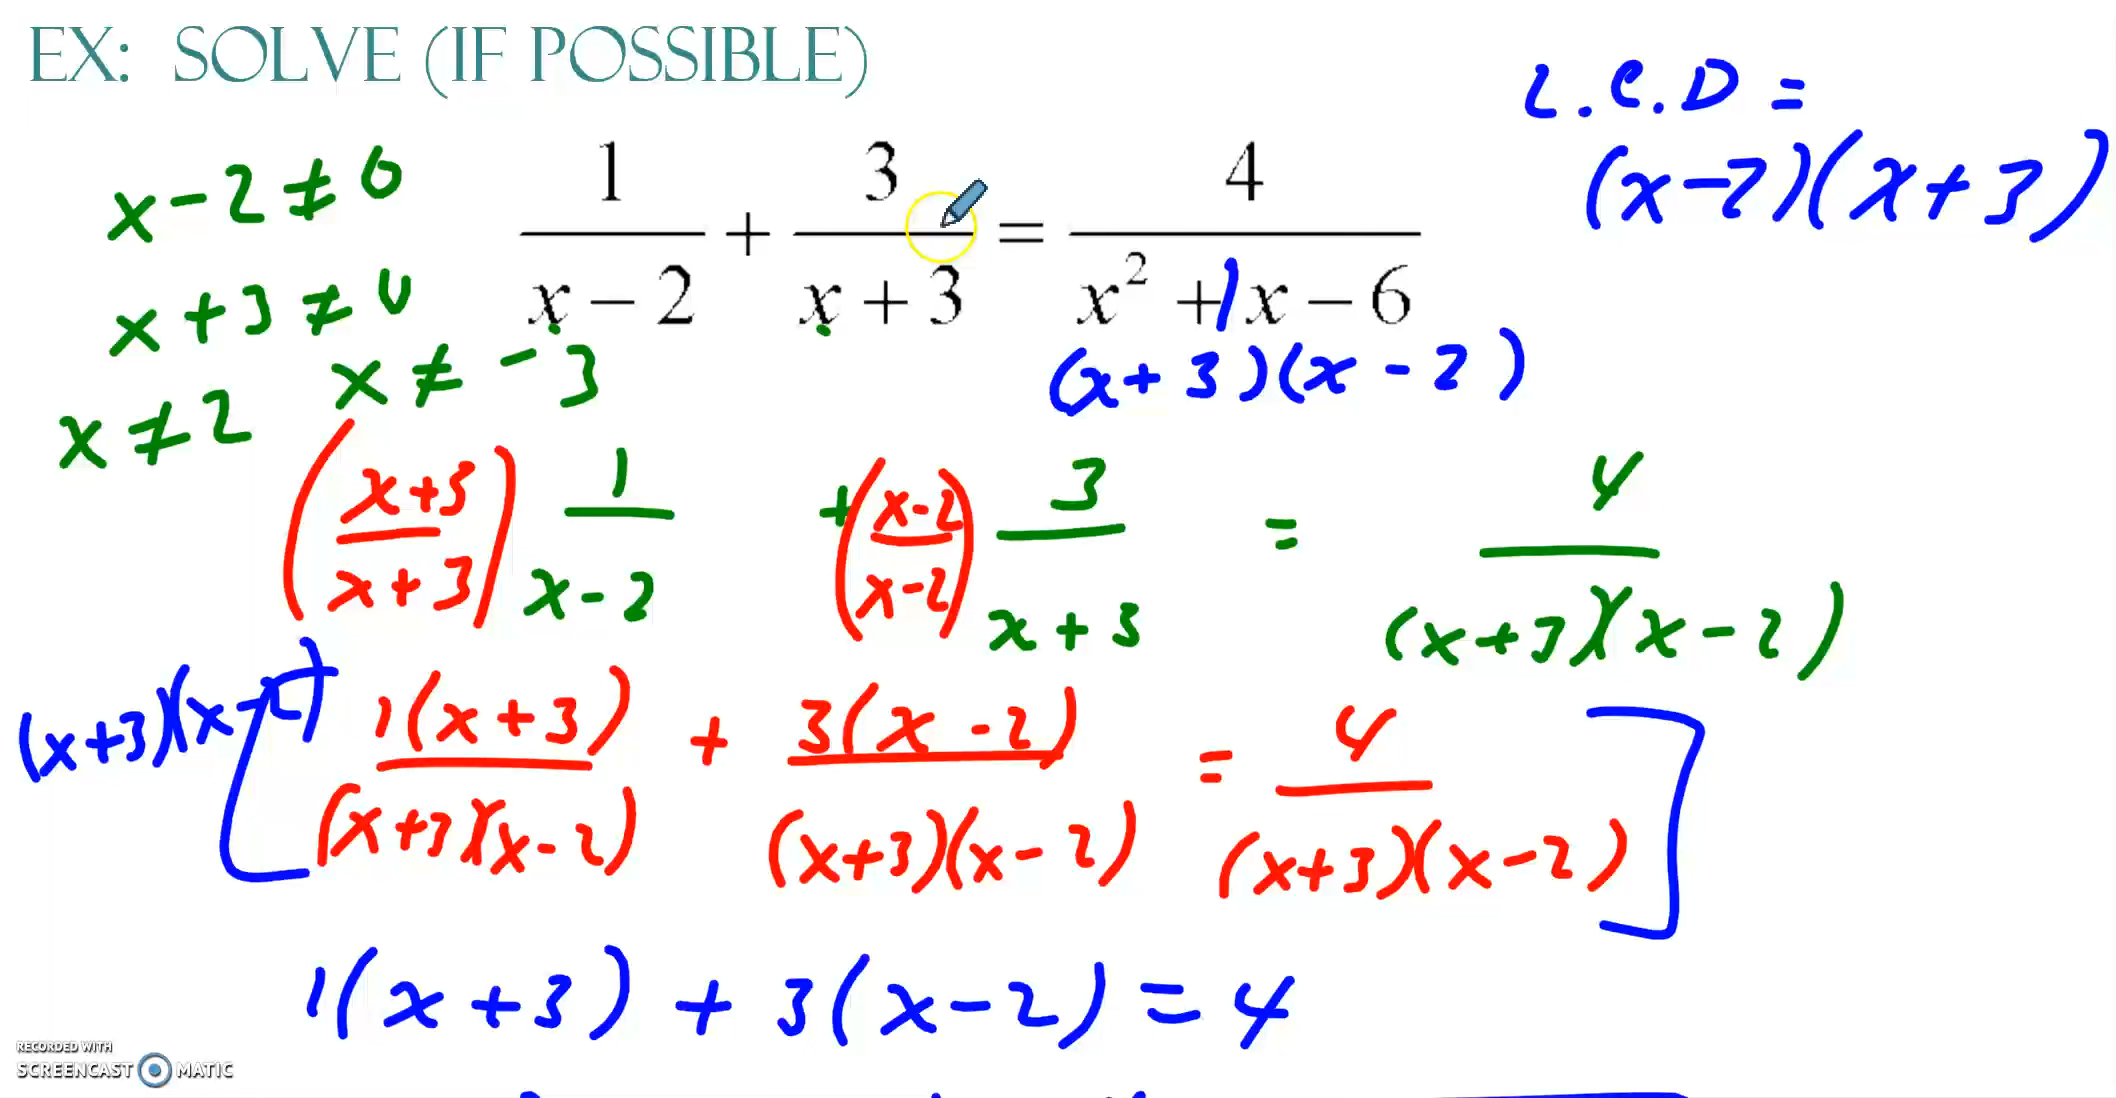 EX: SOLVE (IF POSSIBLE)
L.C.D =
(x-2)(x+3)
x-2≠0
x+3≠0
x≠2 x≠-3
1/(x-2) + 3/(x+3) = 4/(x²+1x-6)
(x+3)(x-2)
((x+3)/(x+3)) 1/(x-2) + ((x-2)/(x-2)) 3/(x+3) = 4/((x+3)(x-2))
(x+3)(x-2) [1(x+3)/((x+3)(x-2)) + 3(x-2)/((x+3)(x-2)) = 4/((x+3)(x-2))]
1(x+3) + 3(x-2) = 4
RECORDED WITH
SCREENCAST MATIC